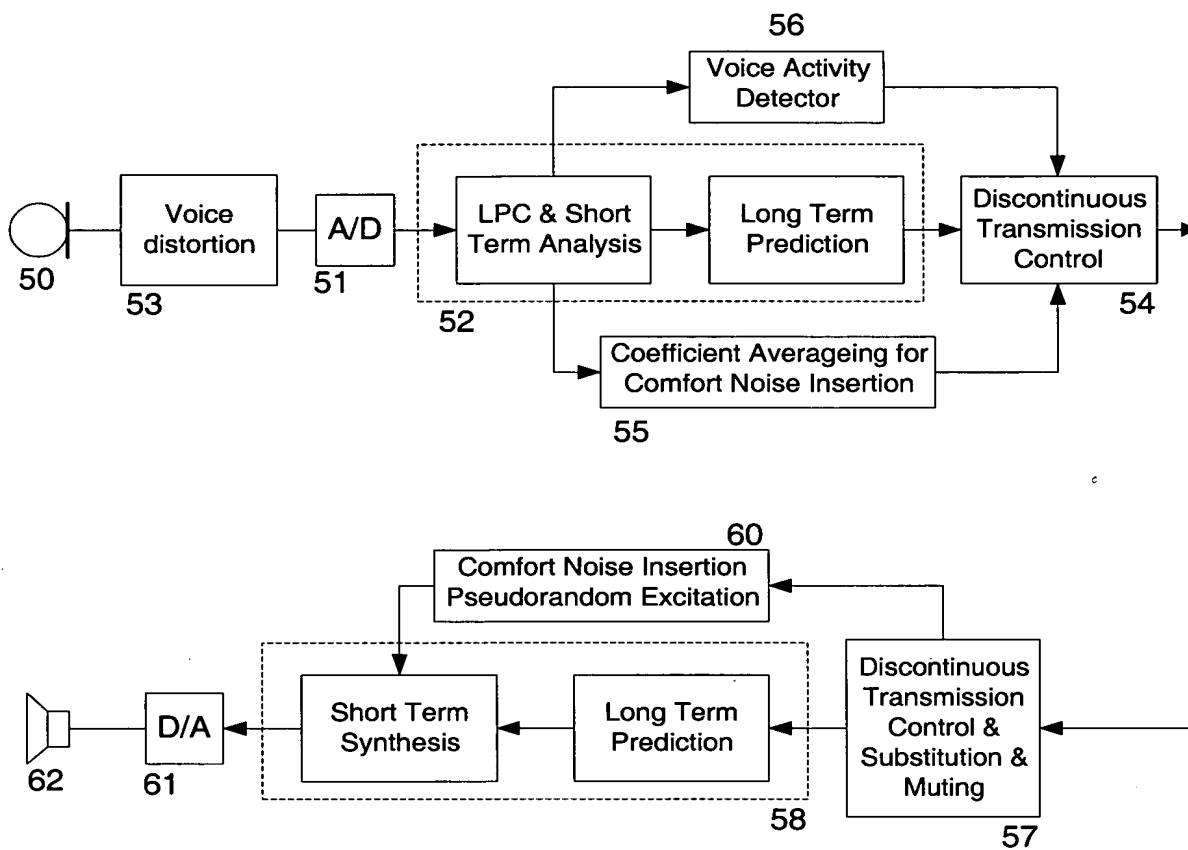 56
Voice Activity
Detector
50
Voice
distortion
53
A/D
51
LPC & Short
Term Analysis
Long Term
Prediction
52
Discontinuous
Transmission
Control
54
Coefficient Averageing for
Comfort Noise Insertion
55
60
Comfort Noise Insertion
Pseudorandom Excitation
62
D/A
61
Short Term
Synthesis
Long Term
Prediction
58
Discontinuous
Transmission
Control &
Substitution &
Muting
57